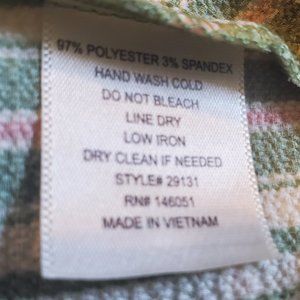 97% POLYESTER 3% SPANDEX
HAND WASH COLD
DO NOT BLEACH
LINE DRY
LOW IRON
DRY CLEAN IF NEEDED
STYLE# 29131
RN# 146051
MADE IN VIETNAM